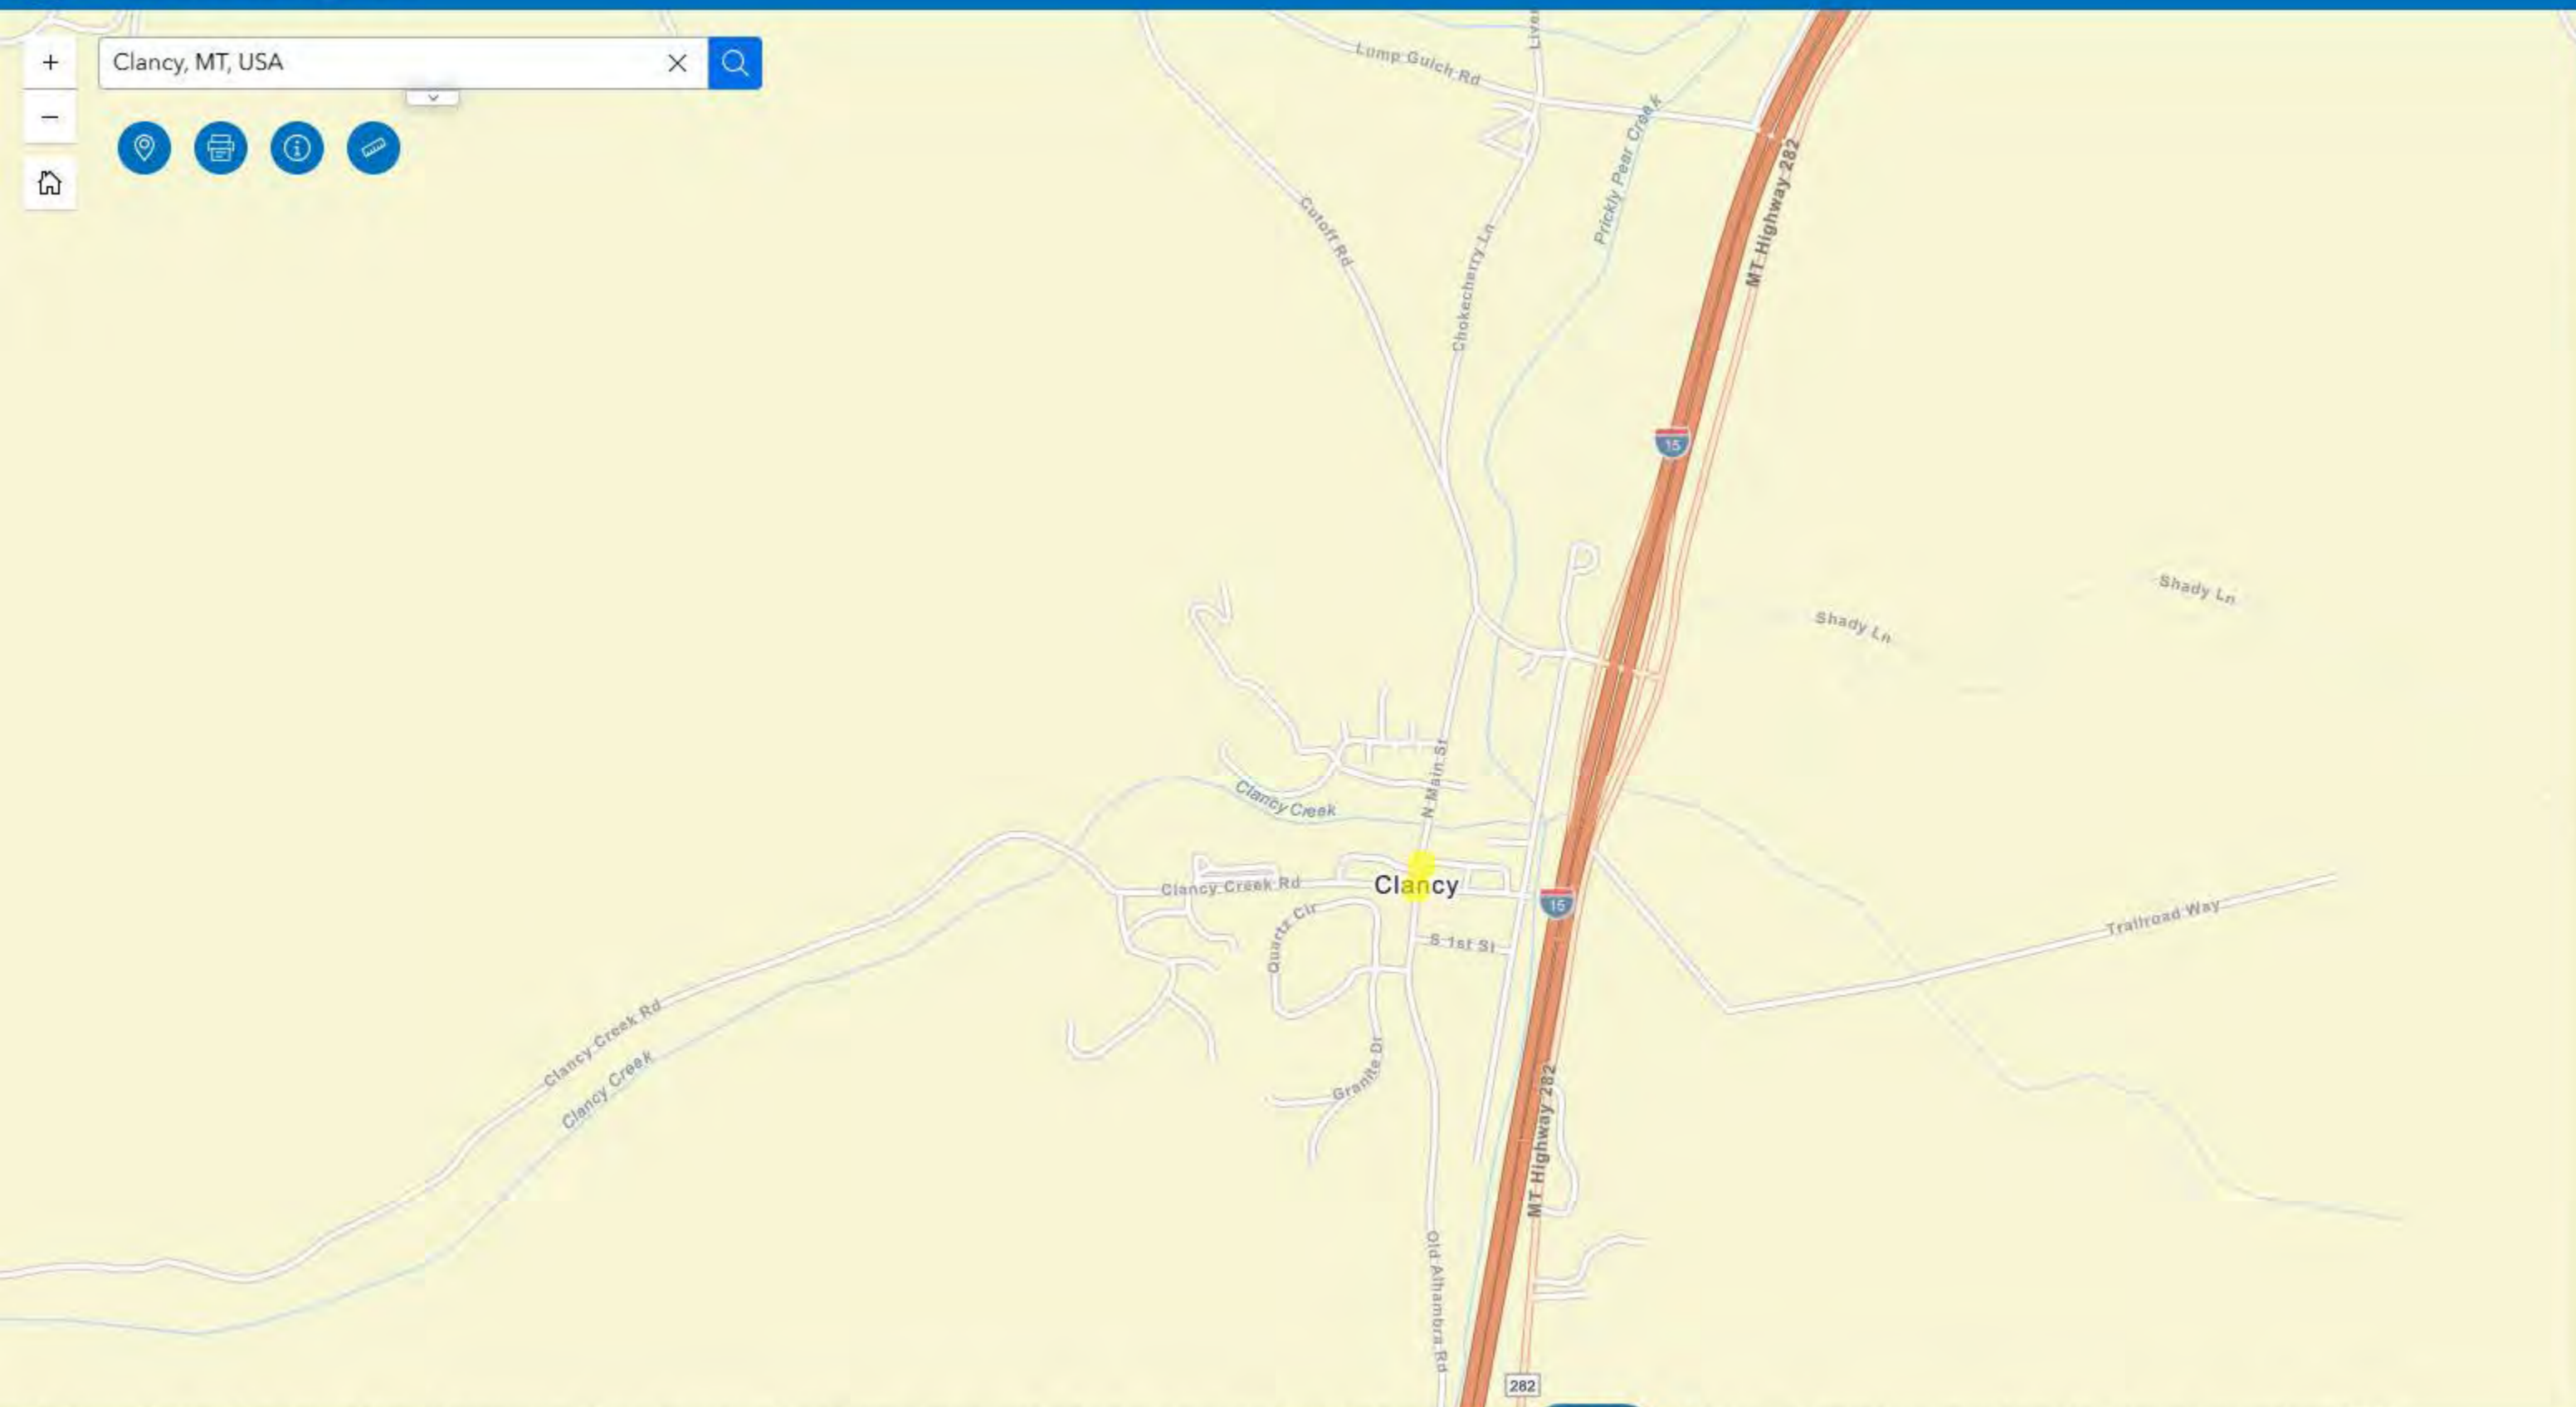 Clancy, MT, USA
Lump Gulch Rd
Liver
Prickly Pear Creek
MT Highway 282
Cutoff Rd
Chokecherry Ln
15
Shady Ln
Shady Ln
N Main St
Clancy Creek
Clancy Creek Rd
Clancy
15
Quartz Cir
S 1st St
Trailroad Way
Clancy Creek Rd
Clancy Creek
Granite Dr
MT Highway 282
Old Alhambra Rd
282